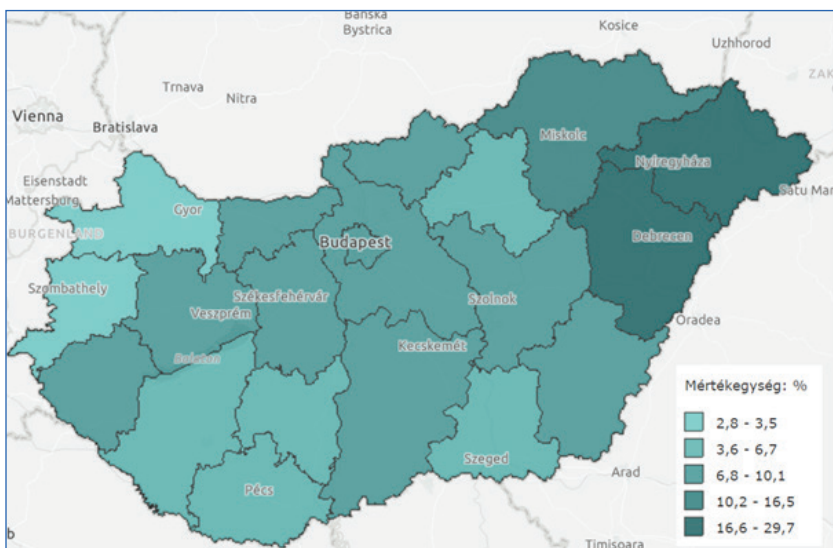 Banská
Bystrica
Kosice
Uzhhorod
Trnava
Nitra
Vienna
Bratislava
Miskolc
Nyíregyháza
Eisenstadt
Mattersburg
Satu Mar
BURGENLAND
Gyor
Budapest
Debrecen
Szombathely
Székesfehérvár
Veszprém
Szolnok
Oradea
Balaton
Kecskemét
Pécs
Szeged
Arad
Timisoara
Mértékegység: %
2,8 - 3,5
3,6 - 6,7
6,8 - 10,1
10,2 - 16,5
16,6 - 29,7
b